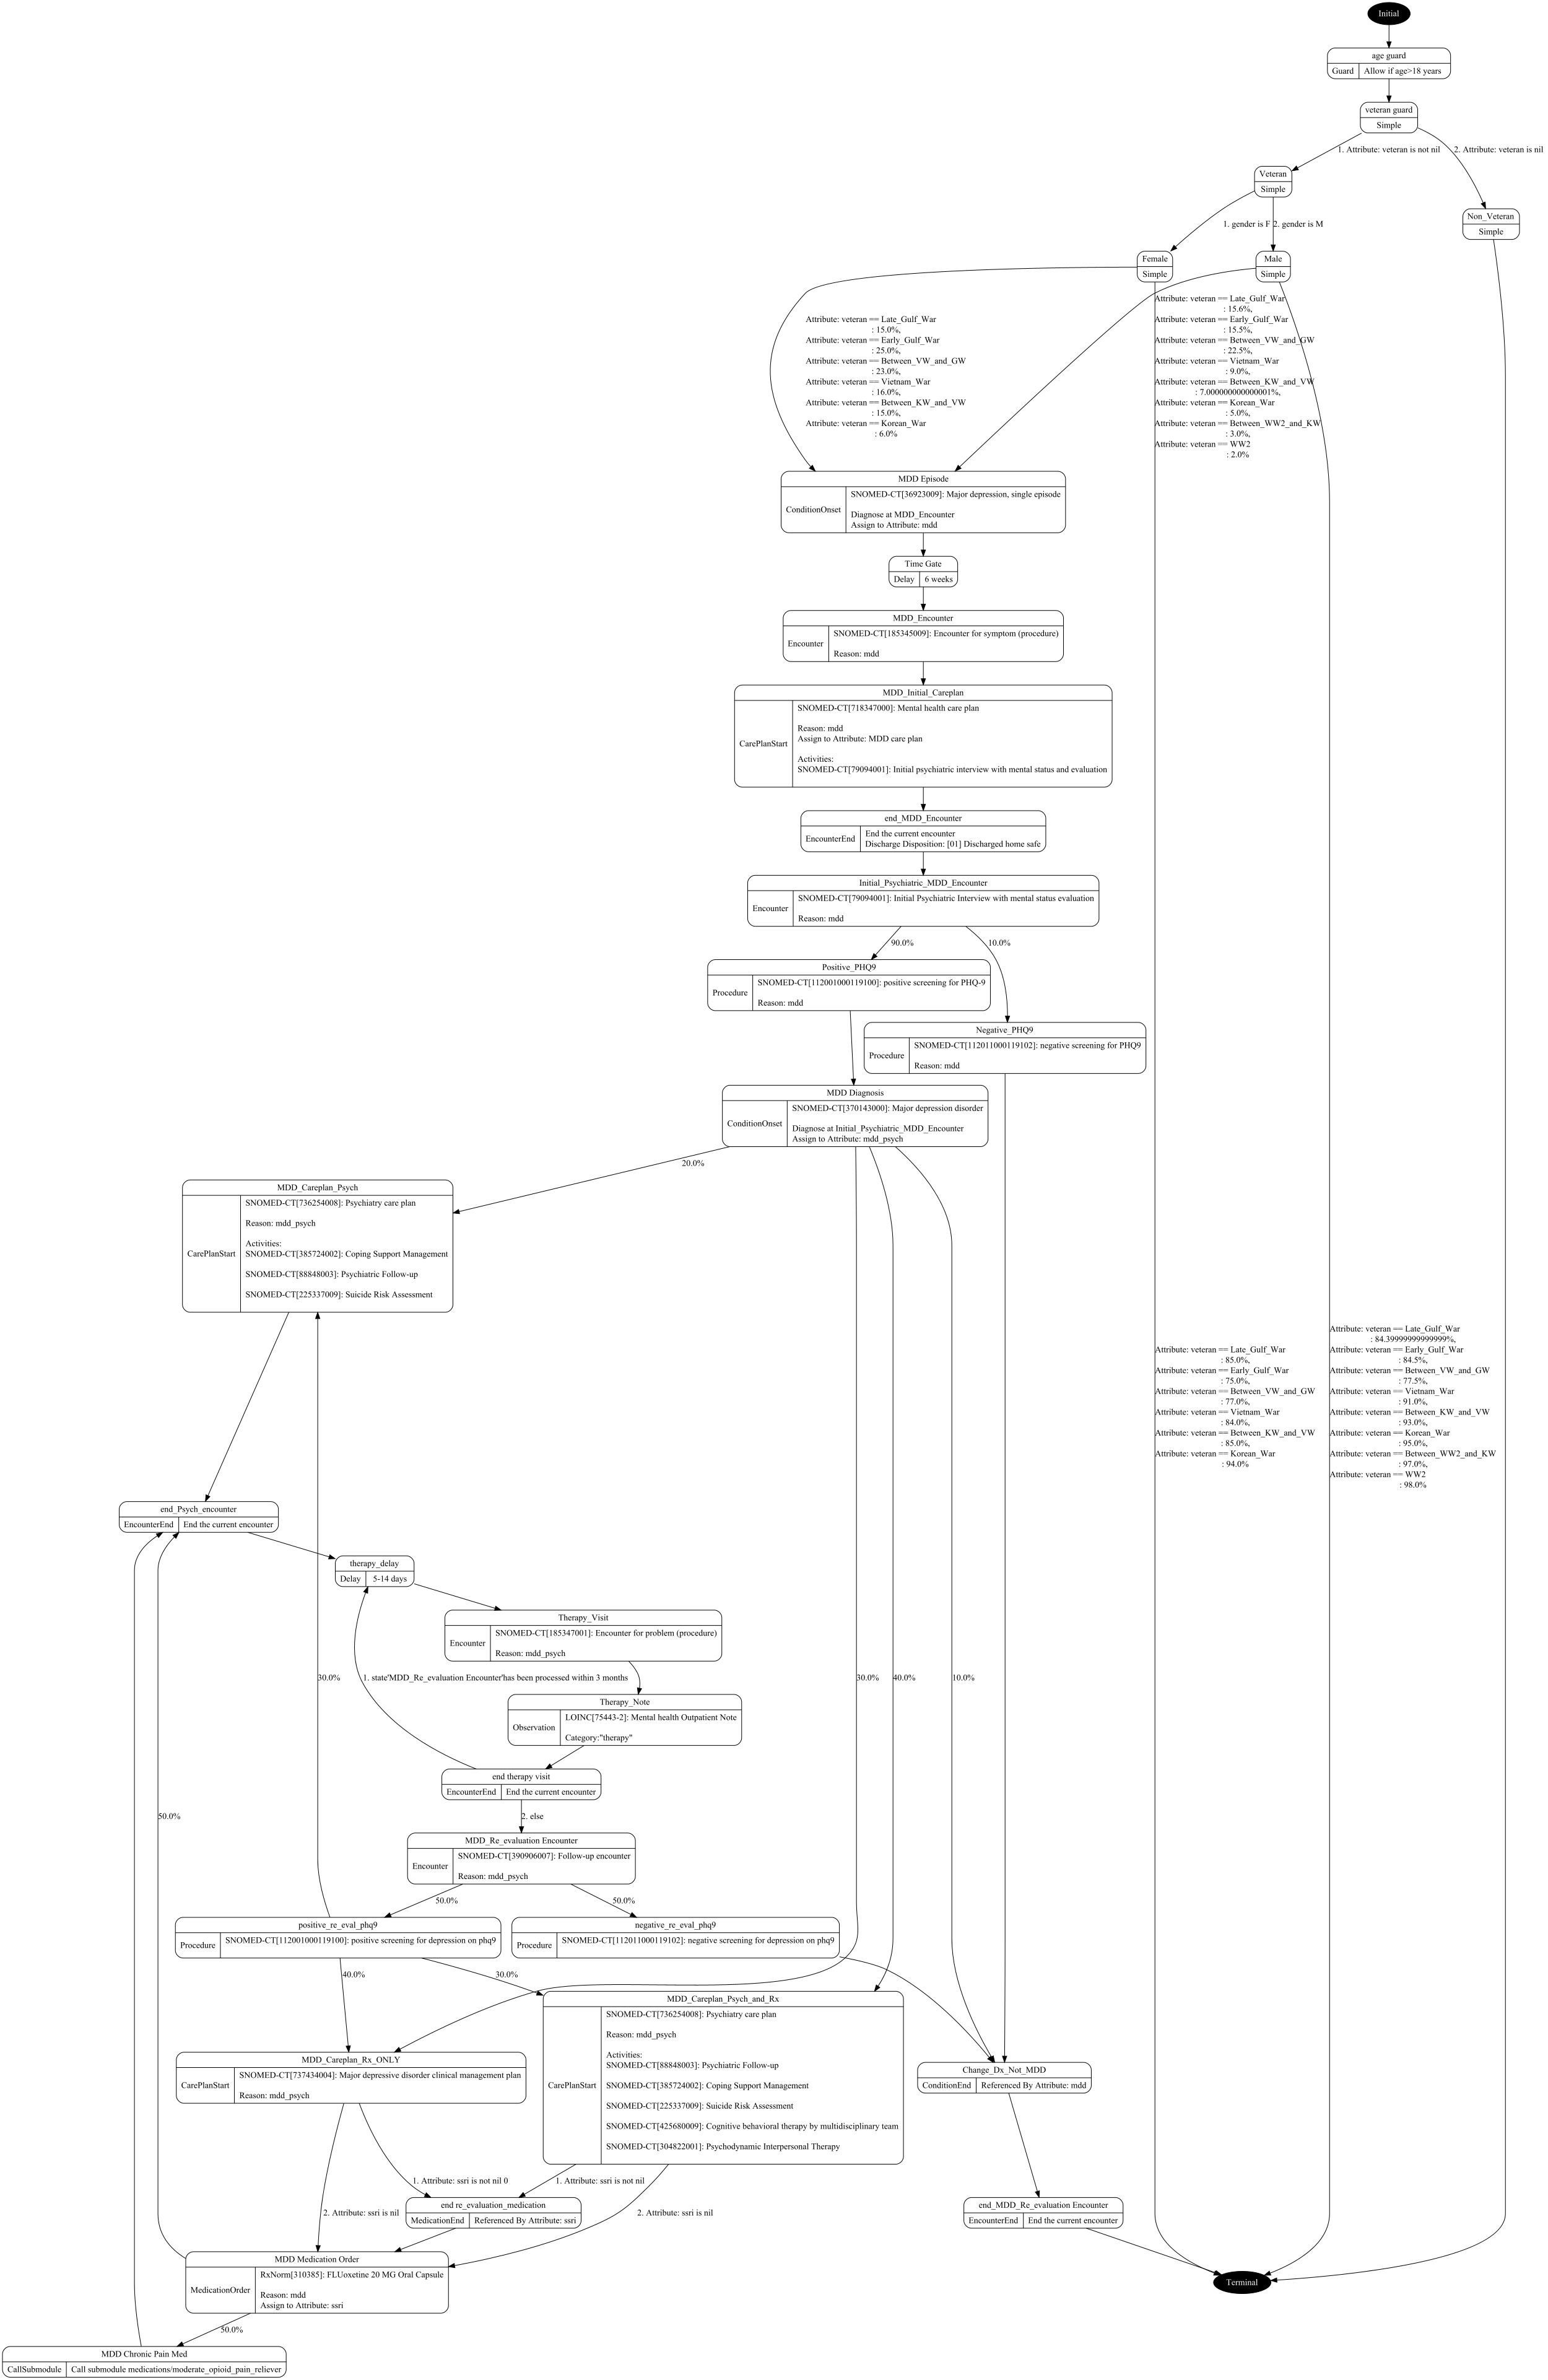 Initial
age guard
Guard
Allow if age>18 years
veteran guard
Simple
1. Attribute: veteran is not nil
2. Attribute: veteran is nil
Veteran
Simple
Non_Veteran
Simple
1. gender is F
2. gender is M
Female
Simple
Male
Simple
Attribute: veteran == Late_Gulf_War
: 15.0%,
Attribute: veteran == Early_Gulf_War
: 25.0%,
Attribute: veteran == Between_VW_and_GW
: 23.0%,
Attribute: veteran == Vietnam_War
: 16.0%,
Attribute: veteran == Between_KW_and_VW
: 15.0%,
Attribute: veteran == Korean_War
: 6.0%
Attribute: veteran == Late_Gulf_War
: 15.6%,
Attribute: veteran == Early_Gulf_War
: 15.5%,
Attribute: veteran == Between_VW_and_GW
: 22.5%,
Attribute: veteran == Vietnam_War
: 9.0%,
Attribute: veteran == Between_KW_and_VW
: 7.000000000000001%,
Attribute: veteran == Korean_War
: 5.0%,
Attribute: veteran == Between_WW2_and_KW
: 3.0%,
Attribute: veteran == WW2
: 2.0%
MDD Episode
ConditionOnset
SNOMED-CT[36923009]: Major depression, single episode
Diagnose at MDD_Encounter
Assign to Attribute: mdd
Time Gate
Delay
6 weeks
MDD_Encounter
Encounter
SNOMED-CT[185345009]: Encounter for symptom (procedure)
Reason: mdd
MDD_Initial_Careplan
CarePlanStart
SNOMED-CT[718347000]: Mental health care plan
Reason: mdd
Assign to Attribute: MDD care plan
Activities:
SNOMED-CT[79094001]: Initial psychiatric interview with mental status and evaluation
end_MDD_Encounter
EncounterEnd
End the current encounter
Discharge Disposition: [01] Discharged home safe
Initial_Psychiatric_MDD_Encounter
Encounter
SNOMED-CT[79094001]: Initial Psychiatric Interview with mental status evaluation
Reason: mdd
90.0%
10.0%
Positive_PHQ9
Procedure
SNOMED-CT[112001000119100]: positive screening for PHQ-9
Reason: mdd
Negative_PHQ9
Procedure
SNOMED-CT[112011000119102]: negative screening for PHQ9
Reason: mdd
MDD Diagnosis
ConditionOnset
SNOMED-CT[370143000]: Major depression disorder
Diagnose at Initial_Psychiatric_MDD_Encounter
Assign to Attribute: mdd_psych
20.0%
MDD_Careplan_Psych
CarePlanStart
SNOMED-CT[736254008]: Psychiatry care plan
Reason: mdd_psych
Activities:
SNOMED-CT[385724002]: Coping Support Management
SNOMED-CT[88848003]: Psychiatric Follow-up
SNOMED-CT[225337009]: Suicide Risk Assessment
Attribute: veteran == Late_Gulf_War
: 85.0%,
Attribute: veteran == Early_Gulf_War
: 75.0%,
Attribute: veteran == Between_VW_and_GW
: 77.0%,
Attribute: veteran == Vietnam_War
: 84.0%,
Attribute: veteran == Between_KW_and_VW
: 85.0%,
Attribute: veteran == Korean_War
: 94.0%
Attribute: veteran == Late_Gulf_War
: 84.39999999999999%,
Attribute: veteran == Early_Gulf_War
: 84.5%,
Attribute: veteran == Between_VW_and_GW
: 77.5%,
Attribute: veteran == Vietnam_War
: 91.0%,
Attribute: veteran == Between_KW_and_VW
: 93.0%,
Attribute: veteran == Korean_War
: 95.0%,
Attribute: veteran == Between_WW2_and_KW
: 97.0%,
Attribute: veteran == WW2
: 98.0%
end_Psych_encounter
EncounterEnd
End the current encounter
therapy_delay
Delay
5-14 days
Therapy_Visit
Encounter
SNOMED-CT[185347001]: Encounter for problem (procedure)
Reason: mdd_psych
30.0%
1. state'MDD_Re_evaluation Encounter'has been processed within 3 months
30.0%
40.0%
10.0%
Therapy_Note
Observation
LOINC[75443-2]: Mental health Outpatient Note
Category:"therapy"
end therapy visit
EncounterEnd
End the current encounter
50.0%
2. else
MDD_Re_evaluation Encounter
Encounter
SNOMED-CT[390906007]: Follow-up encounter
Reason: mdd_psych
50.0%
50.0%
positive_re_eval_phq9
Procedure
SNOMED-CT[112001000119100]: positive screening for depression on phq9
negative_re_eval_phq9
Procedure
SNOMED-CT[112011000119102]: negative screening for depression on phq9
40.0%
30.0%
MDD_Careplan_Psych_and_Rx
CarePlanStart
SNOMED-CT[736254008]: Psychiatry care plan
Reason: mdd_psych
Activities:
SNOMED-CT[88848003]: Psychiatric Follow-up
SNOMED-CT[385724002]: Coping Support Management
SNOMED-CT[225337009]: Suicide Risk Assessment
SNOMED-CT[425680009]: Cognitive behavioral therapy by multidisciplinary team
SNOMED-CT[304822001]: Psychodynamic Interpersonal Therapy
MDD_Careplan_Rx_ONLY
CarePlanStart
SNOMED-CT[737434004]: Major depressive disorder clinical management plan
Reason: mdd_psych
Change_Dx_Not_MDD
ConditionEnd
Referenced By Attribute: mdd
1. Attribute: ssri is not nil 0
1. Attribute: ssri is not nil
2. Attribute: ssri is nil
2. Attribute: ssri is nil
end re_evaluation_medication
MedicationEnd
Referenced By Attribute: ssri
end_MDD_Re_evaluation Encounter
EncounterEnd
End the current encounter
MDD Medication Order
MedicationOrder
RxNorm[310385]: FLUoxetine 20 MG Oral Capsule
Reason: mdd
Assign to Attribute: ssri
Terminal
50.0%
MDD Chronic Pain Med
CallSubmodule
Call submodule medications/moderate_opioid_pain_reliever